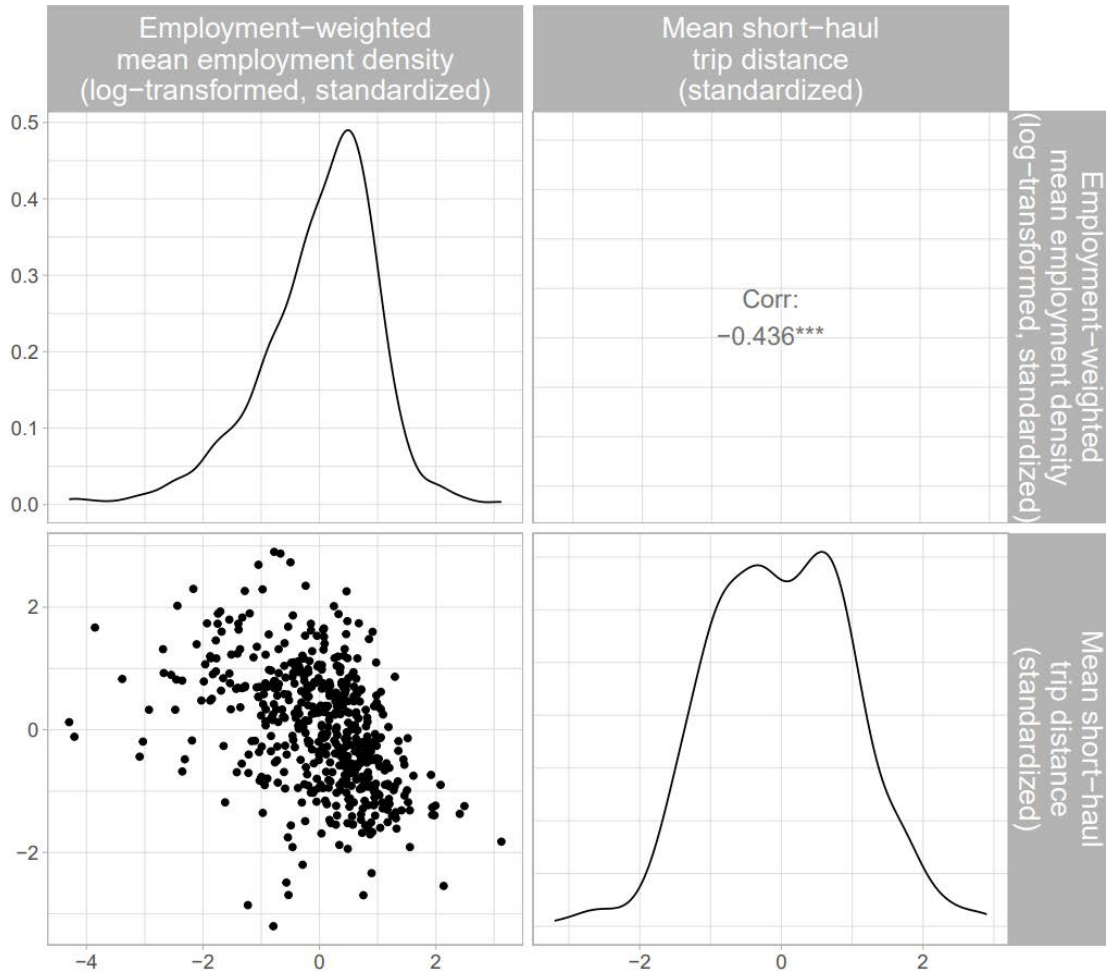 Employment−weighted
mean employment density
(log−transformed, standardized)
Mean short−haul
trip distance
(standardized)
0.5
0.4
0.3
0.2
0.1
0.0
Corr:
−0.436***
Employment−weighted
mean employment density
(log−transformed, standardized)
2
0
−2
Mean short−haul
trip distance
(standardized)
−4
−2
0
2
−2
0
2